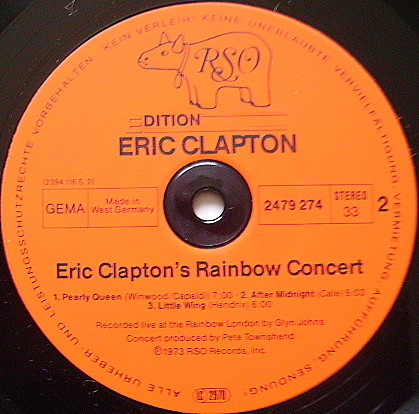 ALLE URHEBER- UND LEISTUNGSSCHUTZRECHTE VORBEHALTEN · KEIN VERLEIH! KEINE UNERLAUBTE VERVIELFÄLTIGUNG, VERMIETUNG, AUFFÜHRUNG, SENDUNG!
RSO
DITION
ERIC CLAPTON
(2394 116 S. 2)
GEMA
Made in
West Germany
2479 274
STEREO
33
2
Eric Clapton's Rainbow Concert
1. Pearly Queen (Winwood/Capaldi) 7:00 · 2. After Midnight (Cale) 5:00
3. Little Wing (Hendrix) 6:00
Recorded live at the Rainbow London by Glyn Johns
Concert produced by Pete Townshend
Ⓟ1973 RSO Records, Inc.